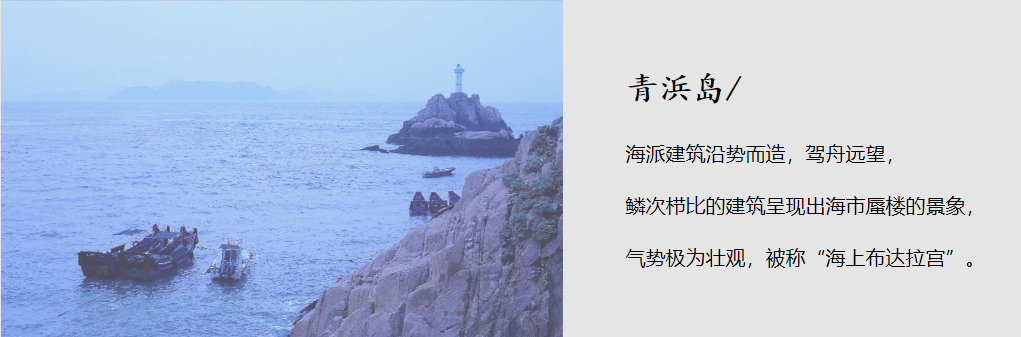 青浜岛/
海派建筑沿势而造，驾舟远望，
鳞次栉比的建筑呈现出海市蜃楼的景象，
气势极为壮观，被称“海上布达拉宫”。